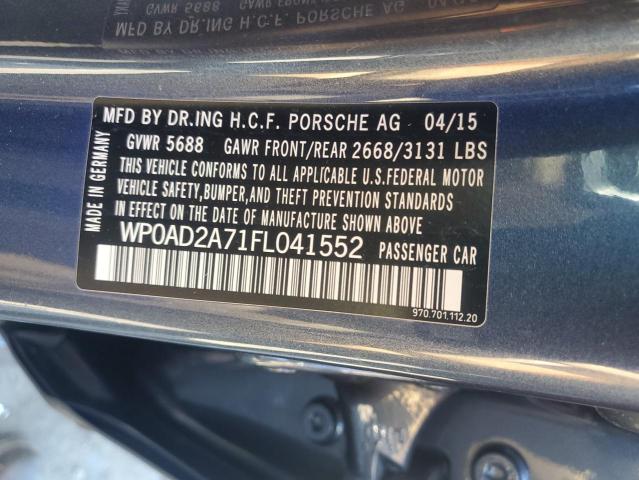 MFD BY DR.ING H.C.F. PORSCHE AG 04/15
GVWR 5688 GAWR FRONT/REAR 2668/3131 LBS
THIS VEHICLE CONFORMS TO ALL APPLICABLE U.S.FEDERAL MOTOR
VEHICLE SAFETY,BUMPER,AND THEFT PREVENTION STANDARDS
IN EFFECT ON THE DATE OF MANUFACTURE SHOWN ABOVE
WP0AD2A71FL041552 PASSENGER CAR
MADE IN GERMANY
970.701.112.20